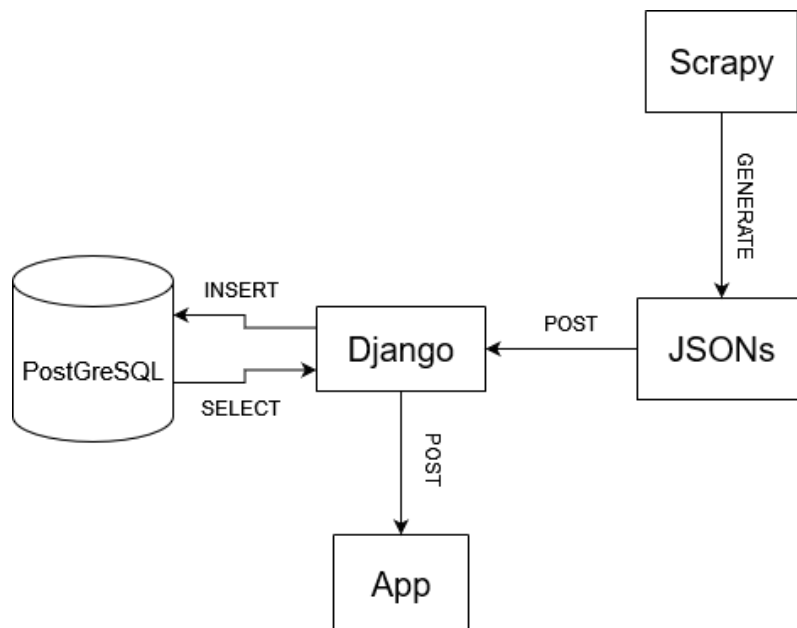 Scrapy
GENERATE
INSERT
PostGreSQL
SELECT
Django
POST
JSONs
POST
App